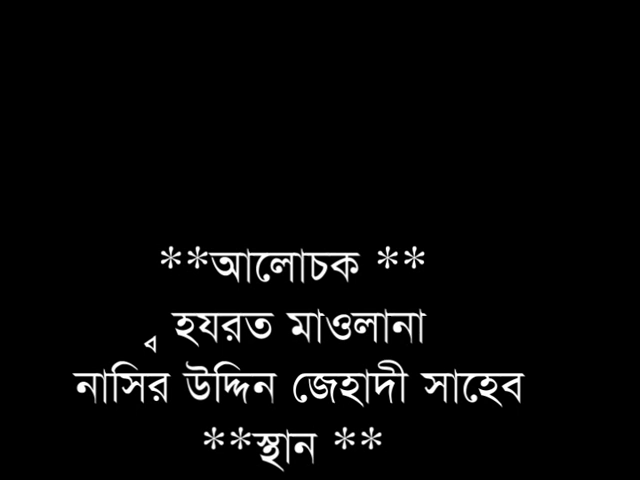 **আলোচক **
হযরত মাওলানা
নাসির উদ্দিন জেহাদী সাহেব
**স্থান **